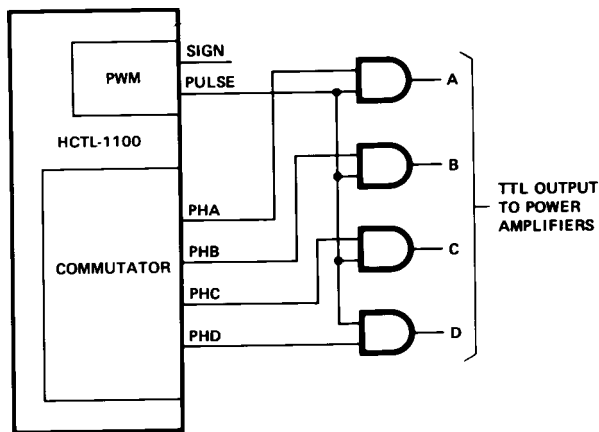 SIGN
PWM
PULSE
A
HCTL-1100
B
TTL OUTPUT
TO POWER
AMPLIFIERS
PHA
PHB
C
COMMUTATOR
PHC
PHD
D